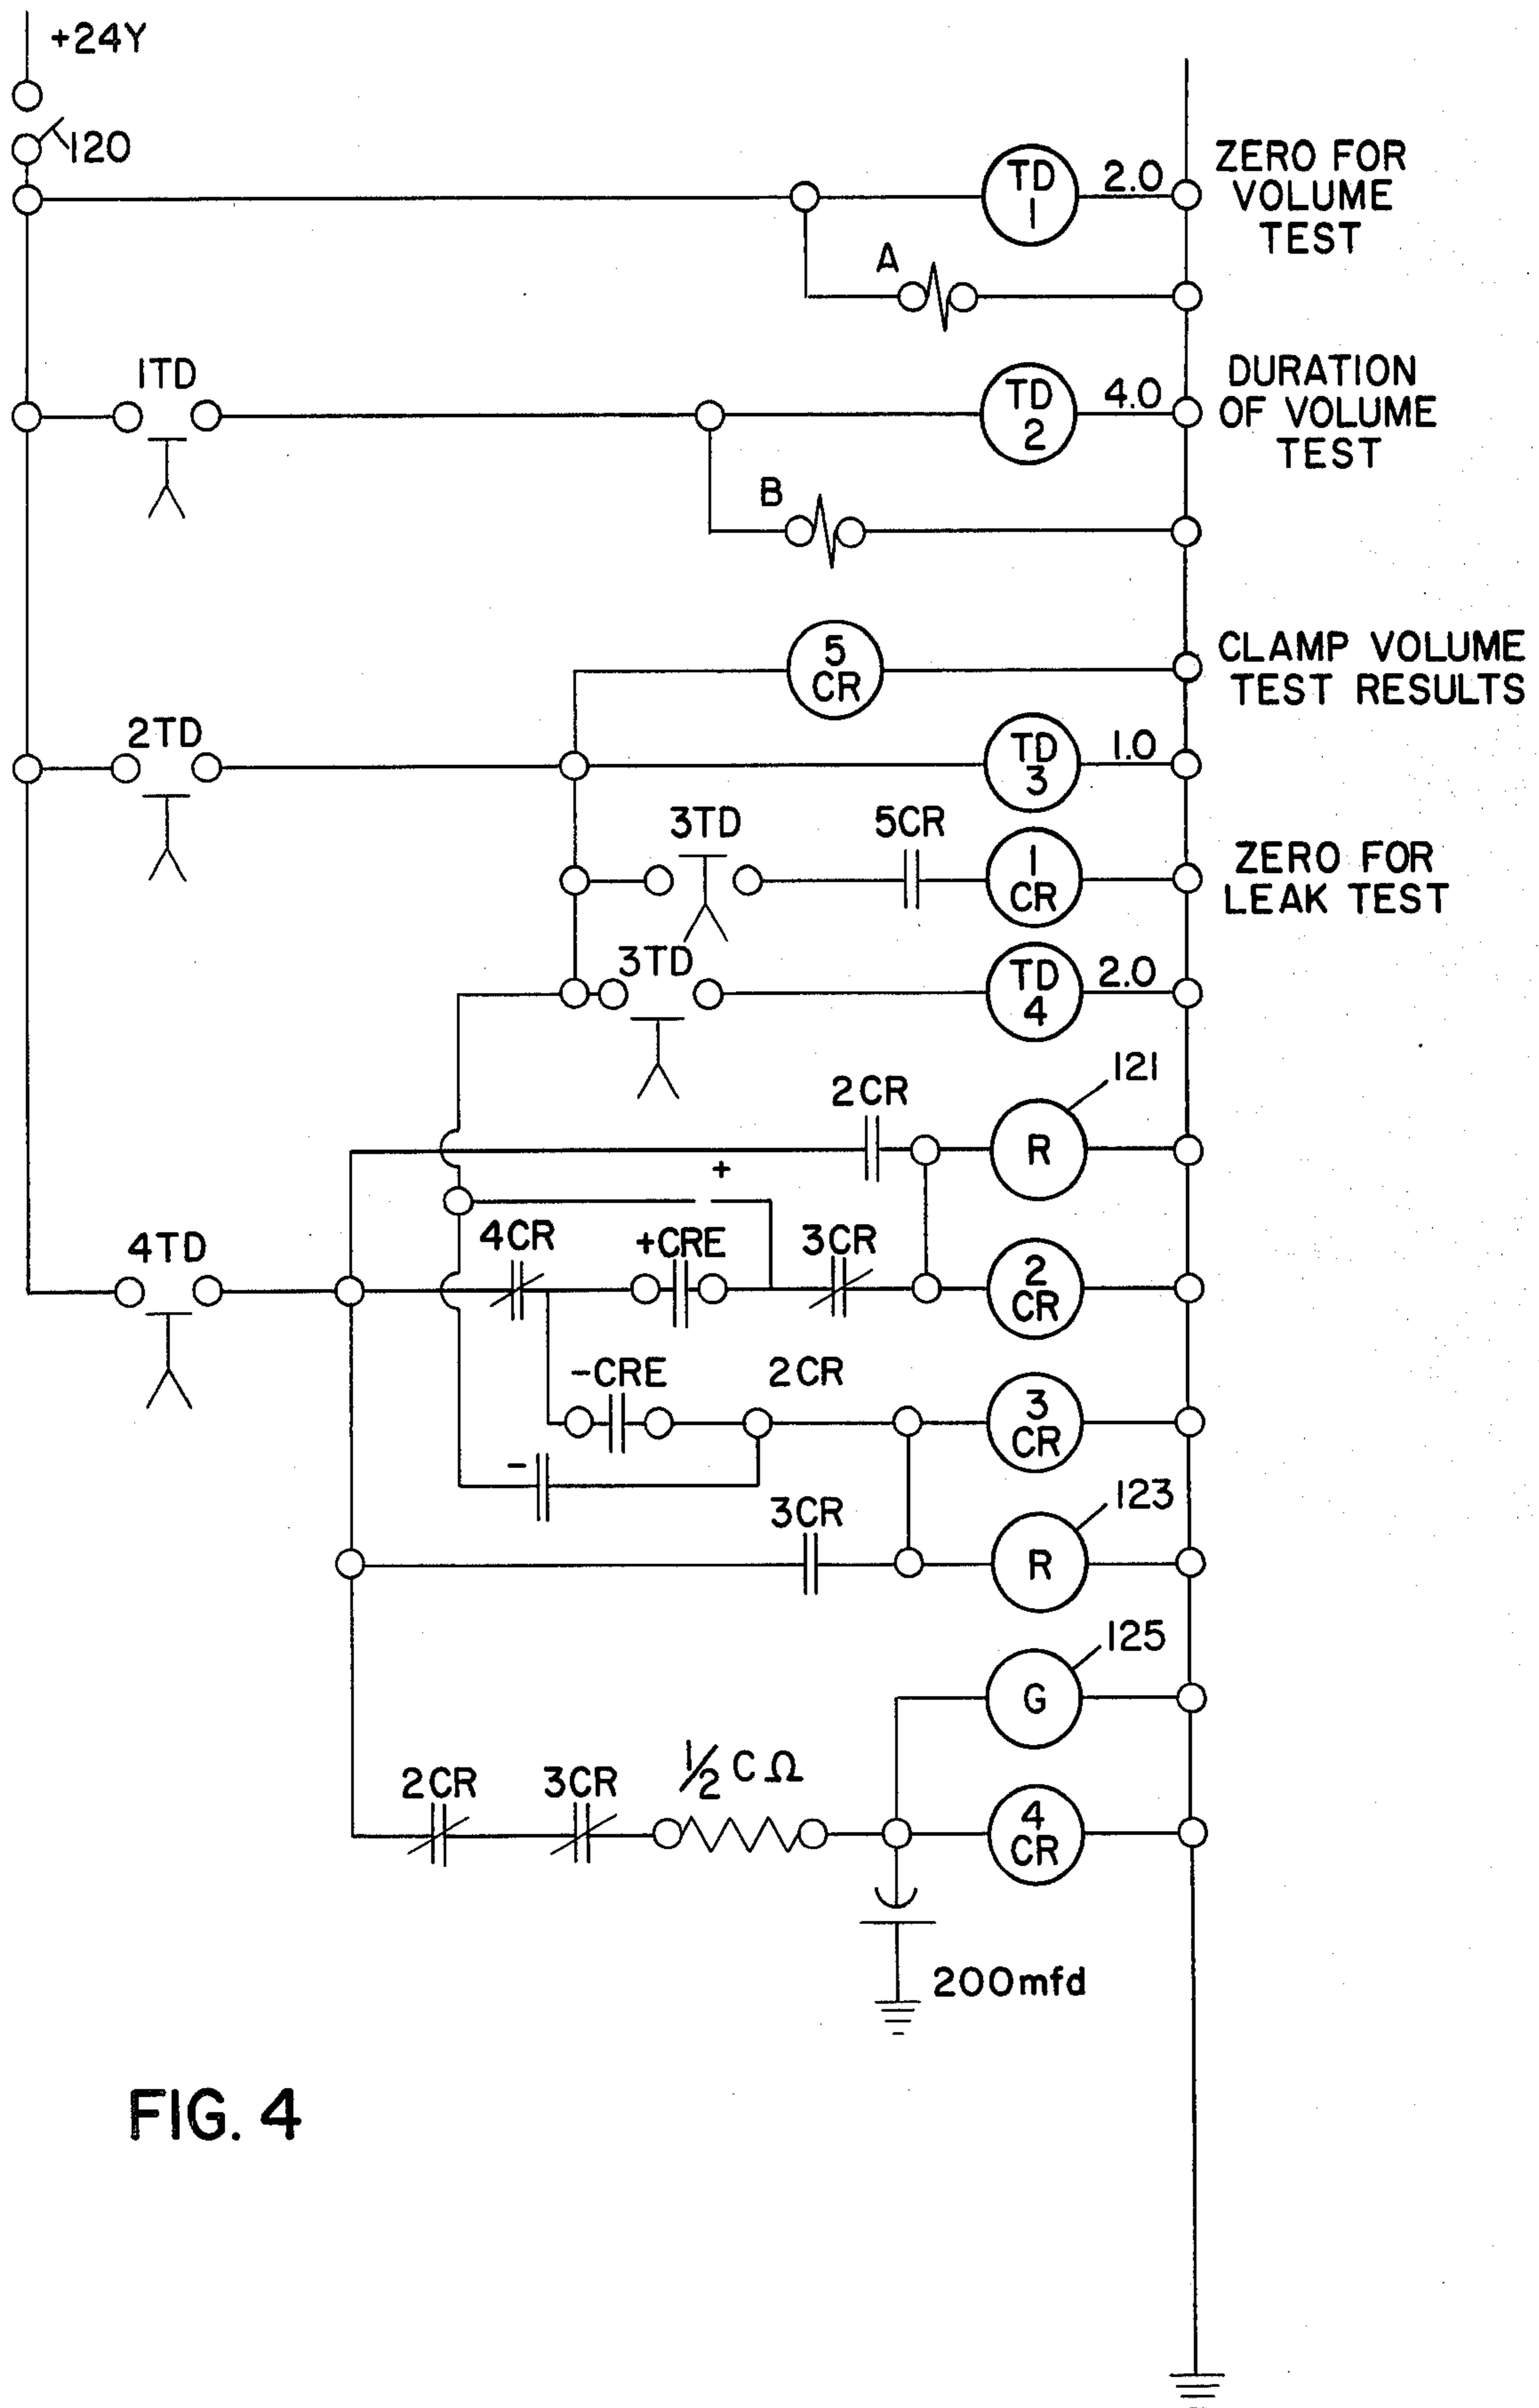 +24Y
120
TD
1
2.0
ZERO FOR
VOLUME
TEST
A
1TD
TD
2
4.0
DURATION
OF VOLUME
TEST
B
5
CR
CLAMP VOLUME
TEST RESULTS
2TD
TD
3
1.0
3TD
5CR
1
CR
ZERO FOR
LEAK TEST
3TD
TD
4
2.0
2CR
R
121
+
4TD
4CR
+CRE
3CR
2
CR
-CRE
2CR
3
CR
-
3CR
R
123
G
125
2CR
3CR
1/2 C Ω
4
CR
200mfd
FIG. 4